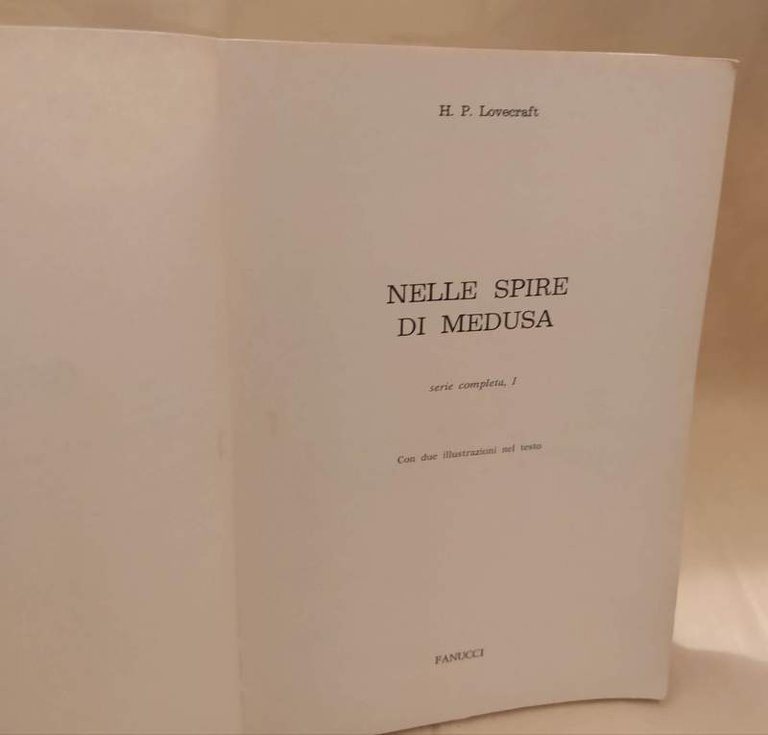 H. P. Lovecraft
NELLE SPIRE
DI MEDUSA
serie completa, I
Con due illustrazioni nel testo
FANUCCI